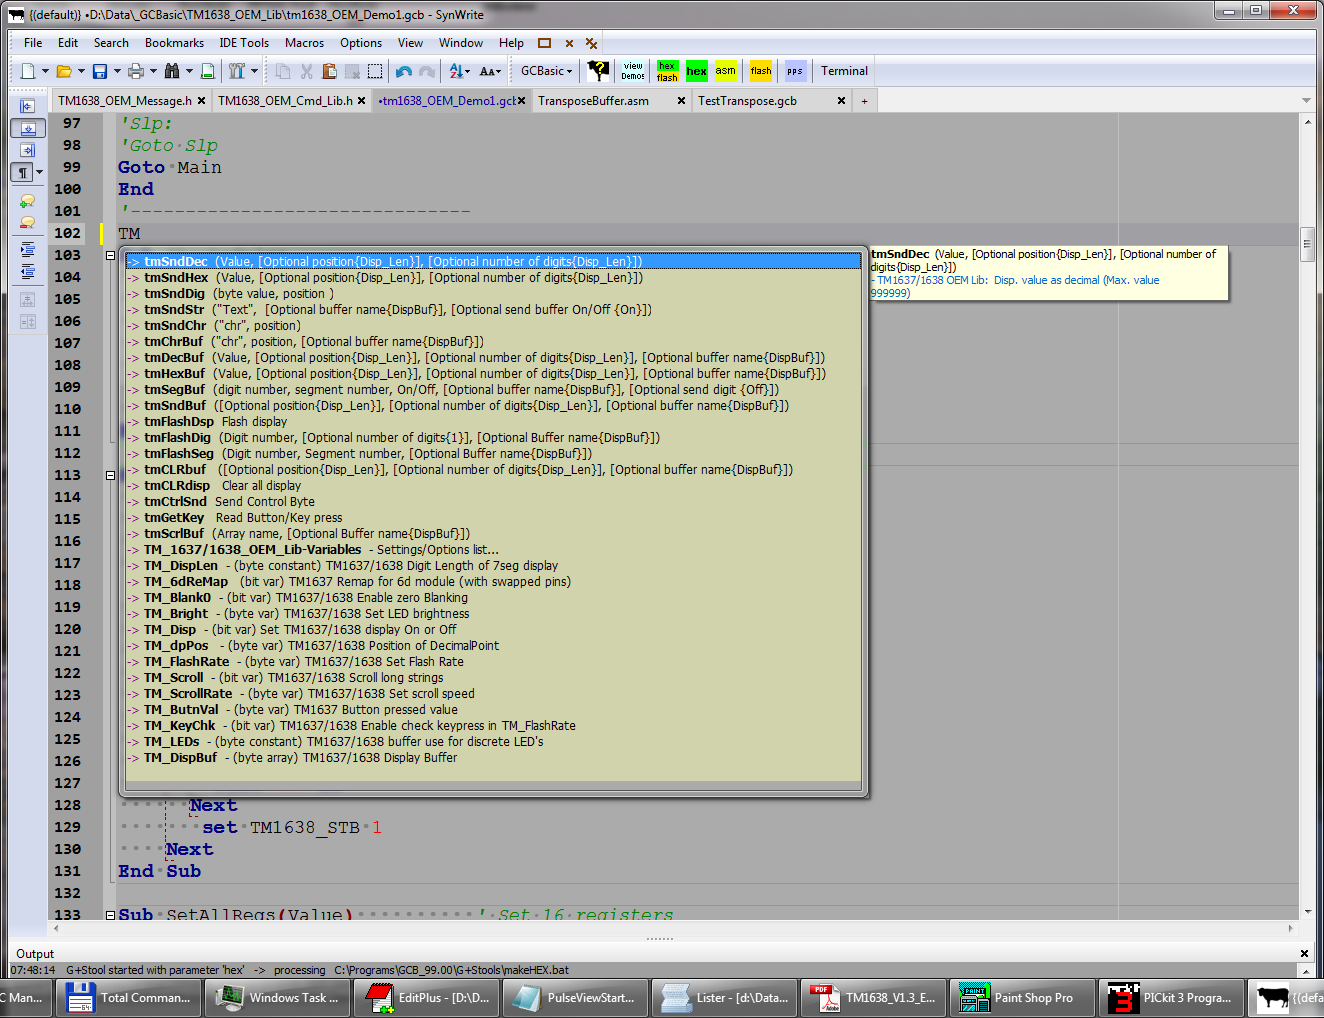 {(default)} •D:\Data\_GCBasic\TM1638_OEM_Lib\tm1638_OEM_Demo1.gcb - SynWrite
File Edit Search Bookmarks IDE Tools Macros Options View Window Help
GCBasic view Demos hex flash hex asm flash pps Terminal
TM1638_OEM_Message.h TM1638_OEM_Cmd_Lib.h •tm1638_OEM_Demo1.gcb TransposeBuffer.asm TestTranspose.gcb +
97 'Slp:
98 'Goto·Slp
99 Goto·Main
100 End
101 '-------------------------------
102 TM
103
104
105
106
107
108
109
110
111
112
113
114
115
116
117
118
119
120
121
122
123
124
125
126
127
-> tmSndDec (Value, [Optional position{Disp_Len}], [Optional number of digits{Disp_Len}])
-> tmSndHex (Value, [Optional position{Disp_Len}], [Optional number of digits{Disp_Len}])
-> tmSndDig (byte value, position )
-> tmSndStr ("Text", [Optional buffer name{DispBuf}], [Optional send buffer On/Off {On}])
-> tmSndChr ("chr", position)
-> tmChrBuf ("chr", position, [Optional buffer name{DispBuf}])
-> tmDecBuf (Value, [Optional position{Disp_Len}], [Optional number of digits{Disp_Len}], [Optional buffer name{DispBuf}])
-> tmHexBuf (Value, [Optional position{Disp_Len}], [Optional number of digits{Disp_Len}], [Optional buffer name{DispBuf}])
-> tmSegBuf (digit number, segment number, On/Off, [Optional buffer name{DispBuf}], [Optional send digit {Off}])
-> tmSndBuf ([Optional position{Disp_Len}], [Optional number of digits{Disp_Len}], [Optional buffer name{DispBuf}])
-> tmFlashDsp Flash display
-> tmFlashDig (Digit number, [Optional number of digits{1}], [Optional Buffer name{DispBuf}])
-> tmFlashSeg (Digit number, Segment number, [Optional Buffer name{DispBuf}])
-> tmCLRbuf ([Optional position{Disp_Len}], [Optional number of digits{Disp_Len}], [Optional buffer name{DispBuf}])
-> tmCLRdisp Clear all display
-> tmCtrlSnd Send Control Byte
-> tmGetKey Read Button/Key press
-> tmScrlBuf (Array name, [Optional Buffer name{DispBuf}])
-> TM_1637/1638_OEM_Lib-Variables - Settings/Options list...
-> TM_DispLen - (byte constant) TM1637/1638 Digit Length of 7seg display
-> TM_6dReMap (bit var) TM1637 Remap for 6d module (with swapped pins)
-> TM_Blank0 - (bit var) TM1637/1638 Enable zero Blanking
-> TM_Bright - (byte var) TM1637/1638 Set LED brightness
-> TM_Disp - (bit var) Set TM1637/1638 display On or Off
-> TM_dpPos - (byte var) TM1637/1638 Position of DecimalPoint
-> TM_FlashRate - (byte var) TM1637/1638 Set Flash Rate
-> TM_Scroll - (bit var) TM1637/1638 Scroll long strings
-> TM_ScrollRate - (byte var) TM1637/1638 Set scroll speed
-> TM_ButnVal - (byte var) TM1637 Button pressed value
-> TM_KeyChk - (bit var) TM1637/1638 Enable check keypress in TM_FlashRate
-> TM_LEDs - (byte constant) TM1637/1638 buffer use for discrete LED's
-> TM_DispBuf - (byte array) TM1637/1638 Display Buffer
tmSndDec (Value, [Optional position{Disp_Len}], [Optional number of
digits{Disp_Len}])
- TM1637/1638 OEM Lib: Disp. value as decimal (Max. value
999999)
128 ······Next
129 ·······set·TM1638_STB·1
130 ····Next
131 End·Sub
132
133 Sub·SetAllRegs(Value)··········'·Set·16·registers
Output
07:48:14 G+Stool started with parameter 'hex' -> processing C:\Programs\GCB_99.00\G+Stools\makeHEX.bat
C Man... Total Comman... Windows Task ... EditPlus - [D:\D... PulseViewStart... Lister - [d:\Data... TM1638_V1.3_E... Paint Shop Pro PICkit 3 Progra... {(defa